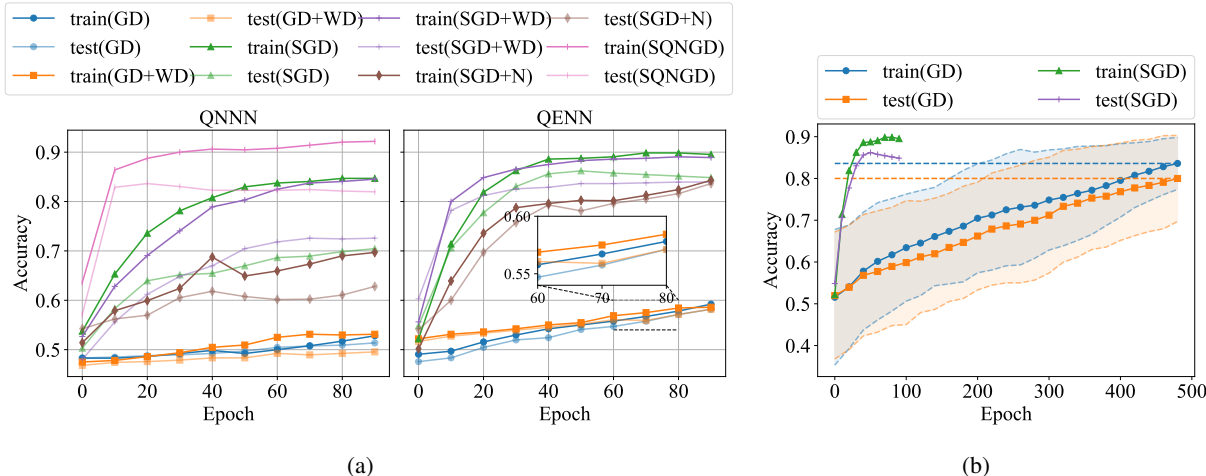 train(GD) test(GD+WD) train(SGD+WD) test(SGD+N)
test(GD) train(SGD) test(SGD+WD) train(SQNGD)
train(GD+WD) test(SGD) train(SGD+N) test(SQNGD)
QNNN QENN
Accuracy
0.9
0.8
0.7
0.6
0.5
0 20 40 60 80
Epoch
0 20 40 60 80
Epoch
0.60
0.55
60 70 80
(a)
train(GD) train(SGD)
test(GD) test(SGD)
Accuracy
0.9
0.8
0.7
0.6
0.5
0.4
0 100 200 300 400 500
Epoch
(b)